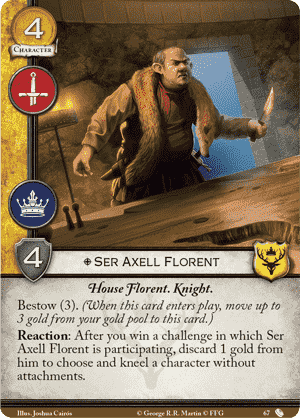 4
CHARACTER
4
SER AXELL FLORENT
House Florent. Knight.
Bestow (3). (When this card enters play, move up to
3 gold from your gold pool to this card.)
Reaction: After you win a challenge in which Ser
Axell Florent is participating, discard 1 gold from
him to choose and kneel a character without
attachments.
Illus. Joshua Cairós
© George R.R. Martin © FFG
67